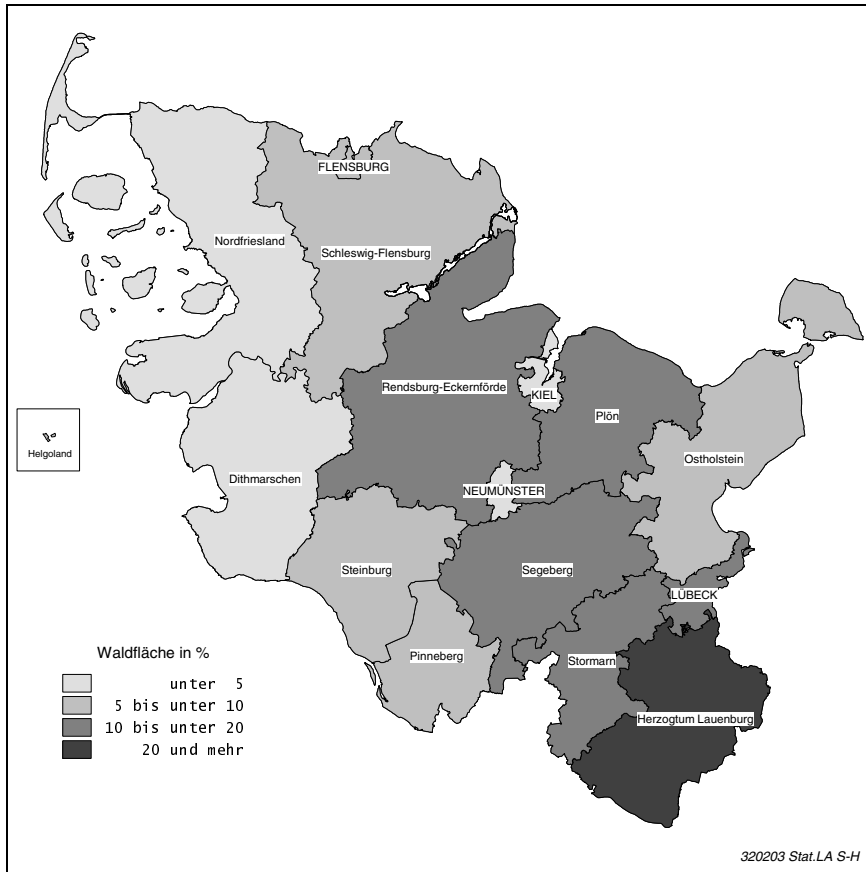 FLENSBURG
Nordfriesland
Schleswig-Flensburg
Rendsburg-Eckernförde
KIEL
Plön
Helgoland
Ostholstein
Dithmarschen
NEUMÜNSTER
Steinburg
Segeberg
LÜBECK
Pinneberg
Stormarn
Herzogtum Lauenburg
Waldfläche in %
unter 5
5 bis unter 10
10 bis unter 20
20 und mehr
320203 Stat.LA S-H